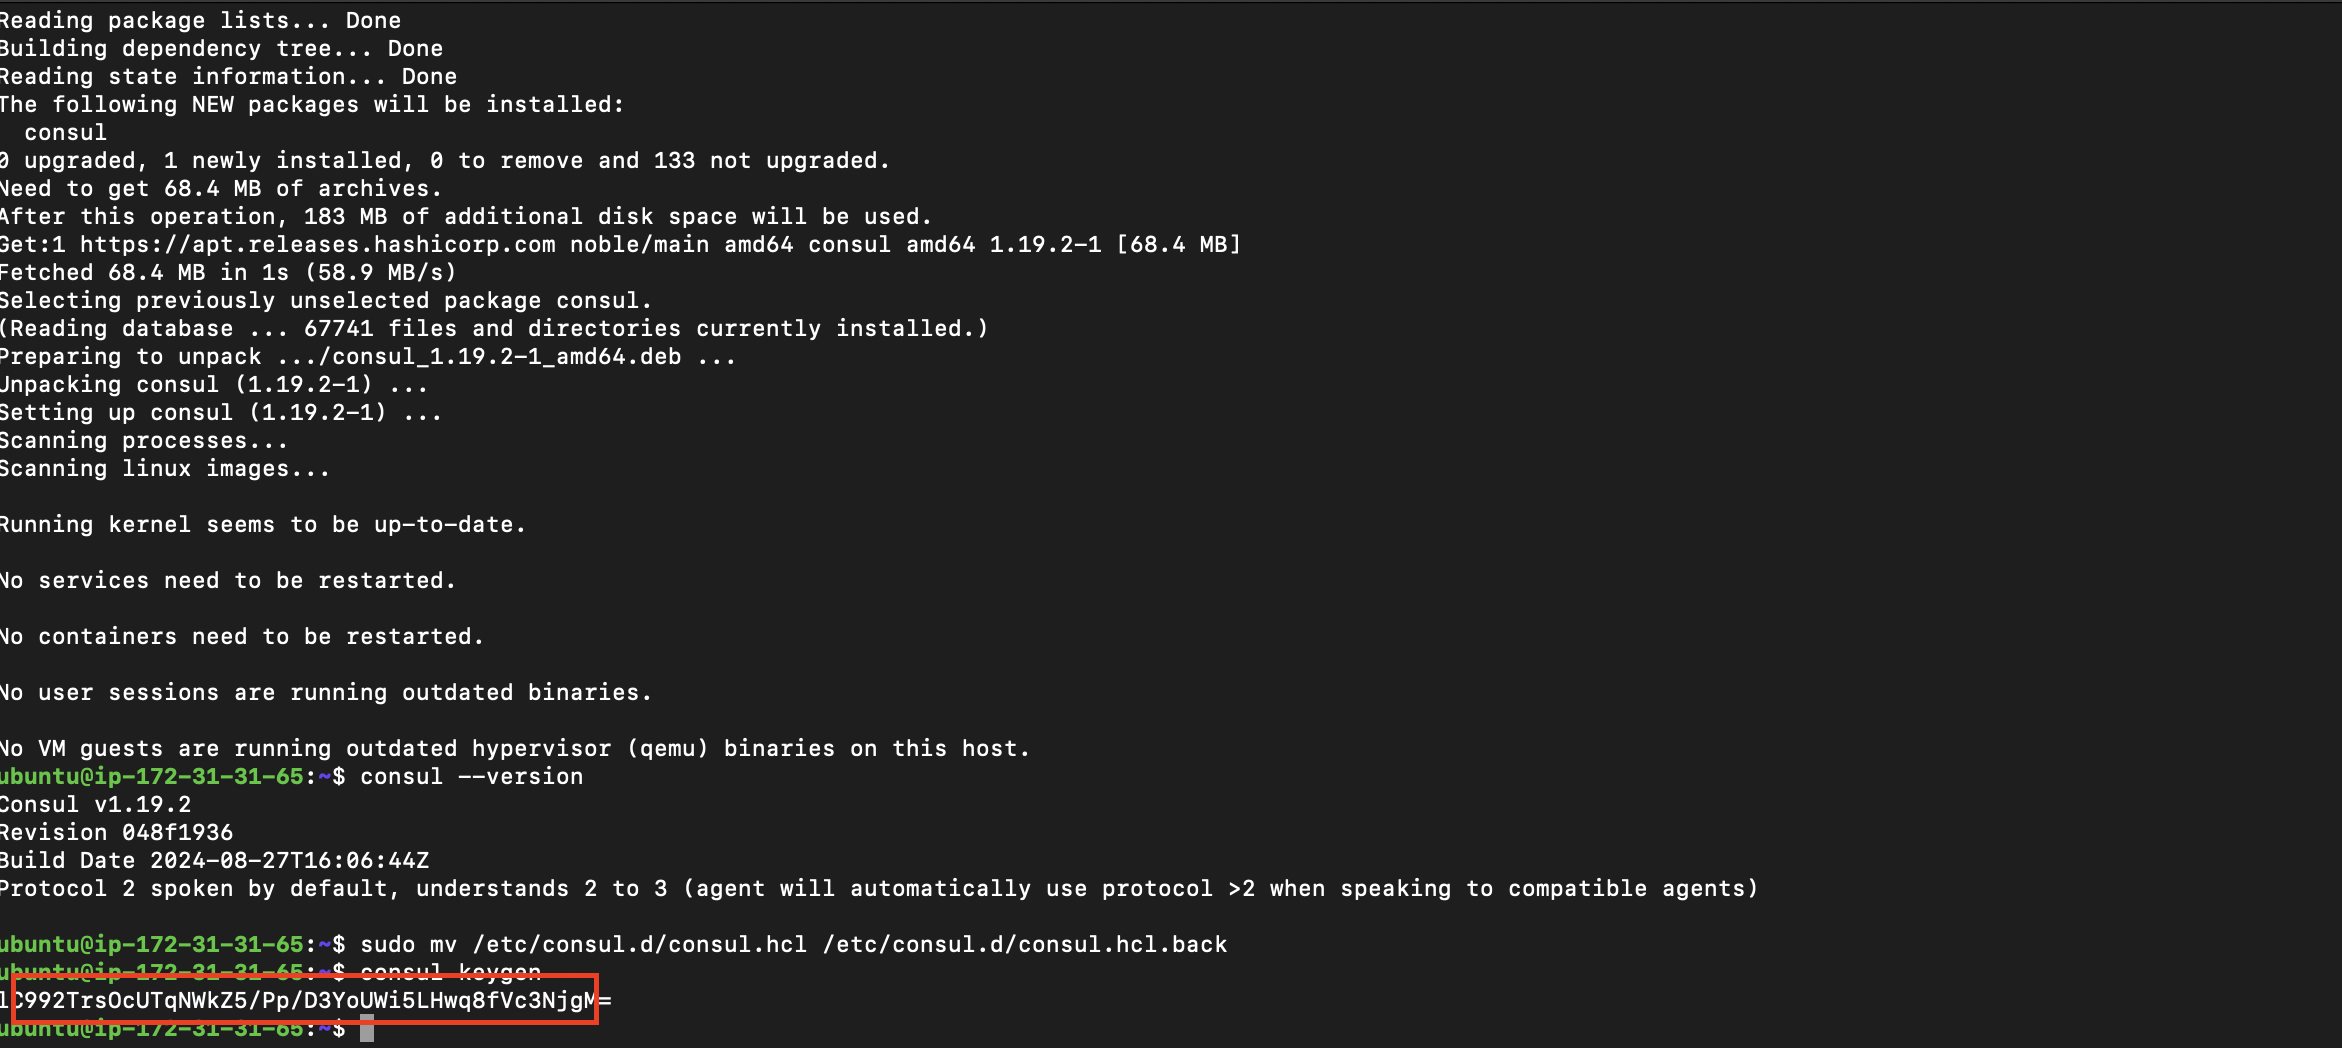 Reading package lists... Done
Building dependency tree... Done
Reading state information... Done
The following NEW packages will be installed:
  consul
0 upgraded, 1 newly installed, 0 to remove and 133 not upgraded.
Need to get 68.4 MB of archives.
After this operation, 183 MB of additional disk space will be used.
Get:1 https://apt.releases.hashicorp.com noble/main amd64 consul amd64 1.19.2-1 [68.4 MB]
Fetched 68.4 MB in 1s (58.9 MB/s)
Selecting previously unselected package consul.
(Reading database ... 67741 files and directories currently installed.)
Preparing to unpack .../consul_1.19.2-1_amd64.deb ...
Unpacking consul (1.19.2-1) ...
Setting up consul (1.19.2-1) ...
Scanning processes...
Scanning linux images...
Running kernel seems to be up-to-date.
No services need to be restarted.
No containers need to be restarted.
No user sessions are running outdated binaries.
No VM guests are running outdated hypervisor (qemu) binaries on this host.
ubuntu@ip-172-31-31-65:~$ consul --version
Consul v1.19.2
Revision 048f1936
Build Date 2024-08-27T16:06:44Z
Protocol 2 spoken by default, understands 2 to 3 (agent will automatically use protocol >2 when speaking to compatible agents)
ubuntu@ip-172-31-31-65:~$ sudo mv /etc/consul.d/consul.hcl /etc/consul.d/consul.hcl.back
ubuntu@ip-172-31-31-65:~$ consul keygen
lC992TrsOcUTqNWkZ5/Pp/D3YoUWi5LHwq8fVc3NjgM=
ubuntu@ip-172-31-31-65:~$